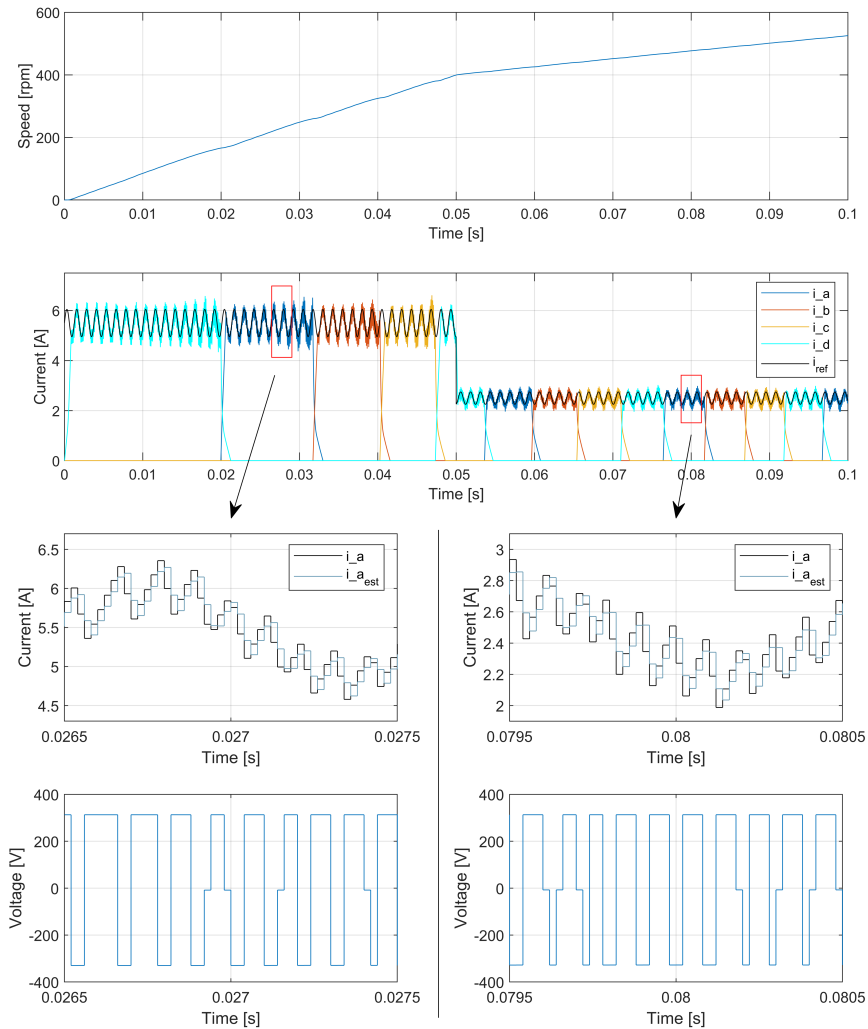 600
400
200
0
Speed [rpm]
0 0.01 0.02 0.03 0.04 0.05 0.06 0.07 0.08 0.09 0.1
Time [s]
6
4
2
0
Current [A]
i_a
i_b
i_c
i_d
i_ref
0 0.01 0.02 0.03 0.04 0.05 0.06 0.07 0.08 0.09 0.1
Time [s]
6.5
6
5.5
5
4.5
Current [A]
i_a
i_a_est
0.0265 0.027 0.0275
Time [s]
3
2.8
2.6
2.4
2.2
2
Current [A]
i_a
i_a_est
0.0795 0.08 0.0805
Time [s]
400
200
0
-200
-400
Voltage [V]
0.0265 0.027 0.0275
Time [s]
400
200
0
-200
-400
Voltage [V]
0.0795 0.08 0.0805
Time [s]